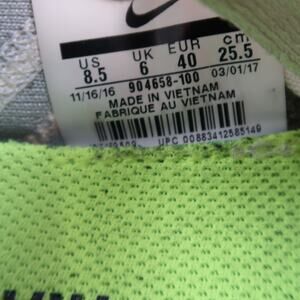 US UK EUR cm
8.5 6 40 25.5
11/16/16 904658-100 03/01/17
MADE IN VIETNAM
FABRIQUE AU VIETNAM
UPC 00883412585149